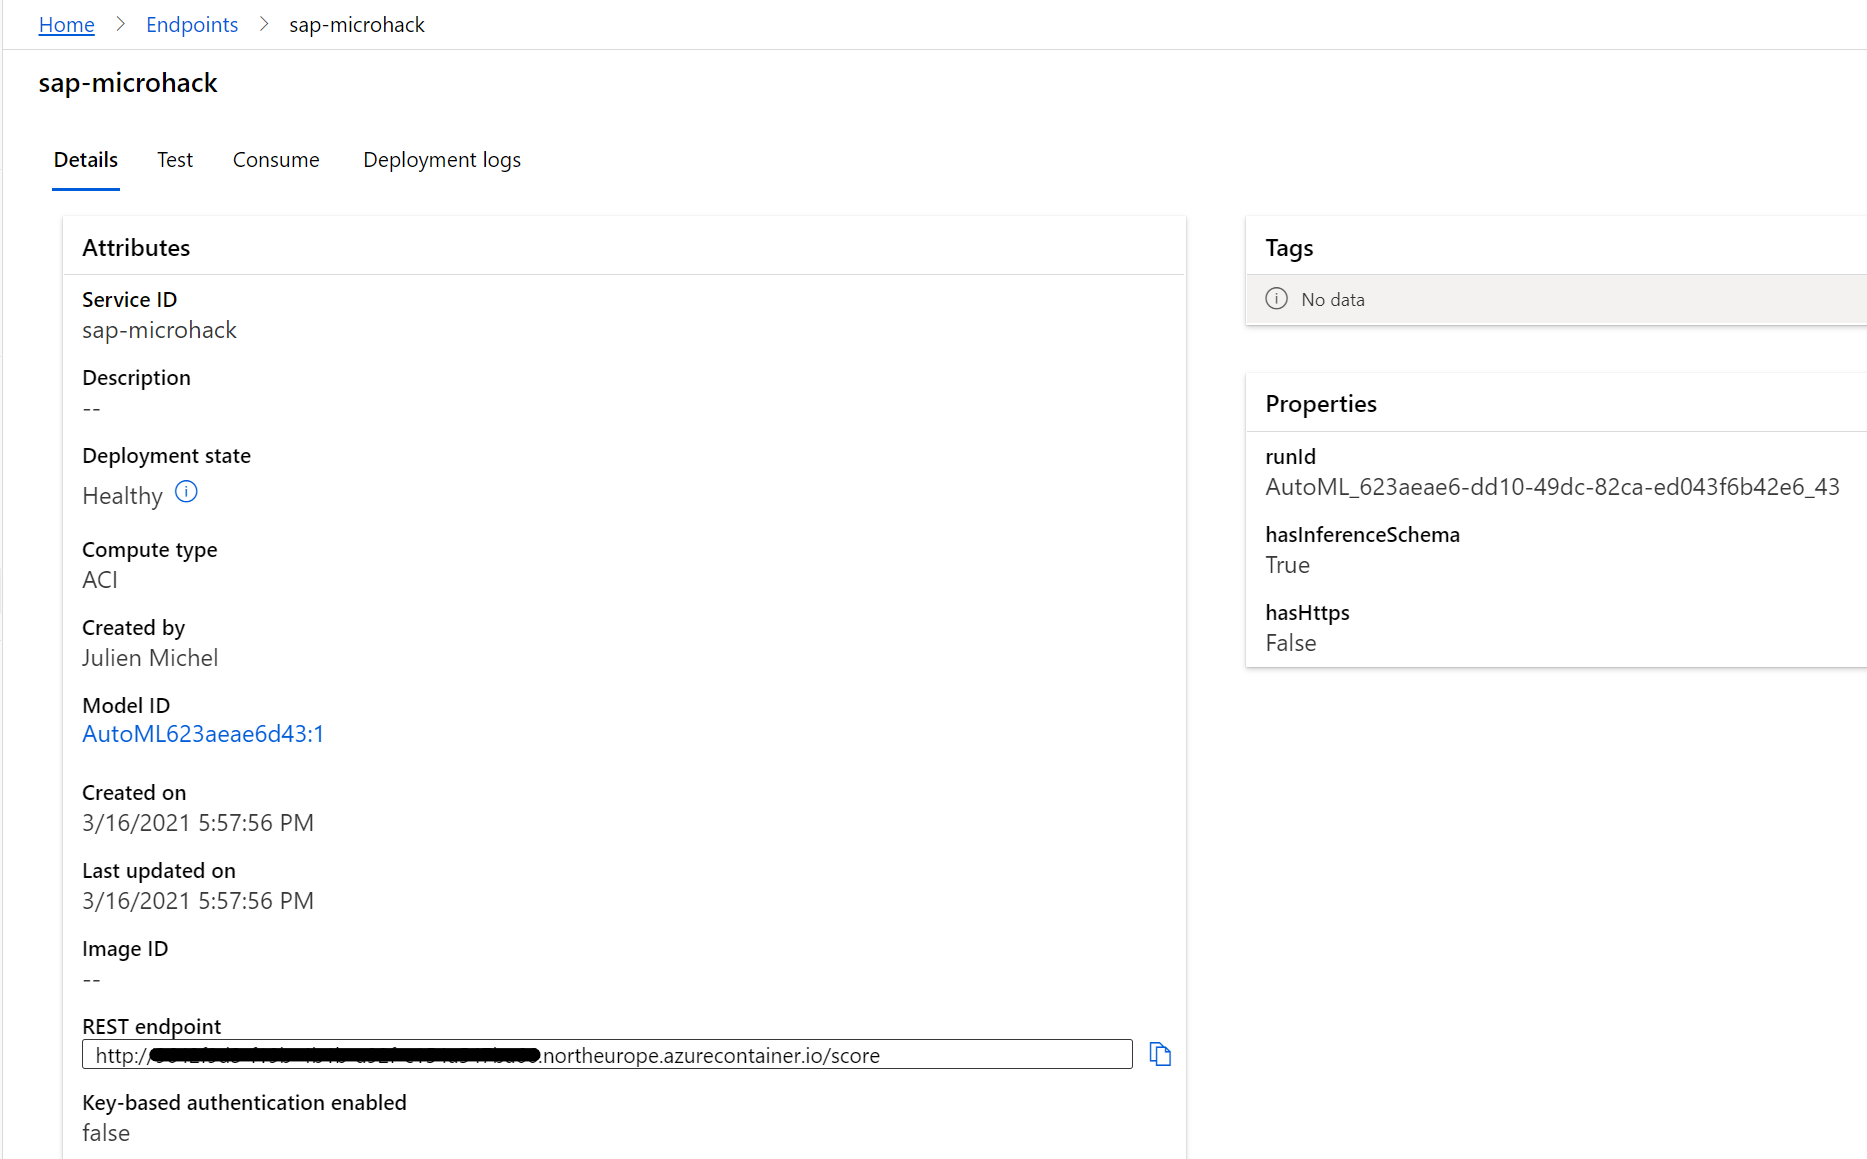 Home > Endpoints > sap-microhack
sap-microhack
Details Test Consume Deployment logs
Attributes
Service ID
sap-microhack
Description
--
Deployment state
Healthy
Compute type
ACI
Created by
Julien Michel
Model ID
AutoML623aeae6d43:1
Created on
3/16/2021 5:57:56 PM
Last updated on
3/16/2021 5:57:56 PM
Image ID
--
REST endpoint
http:// .northeurope.azurecontainer.io/score
Key-based authentication enabled
false
Tags
No data
Properties
runId
AutoML_623aeae6-dd10-49dc-82ca-ed043f6b42e6_43
hasInferenceSchema
True
hasHttps
False